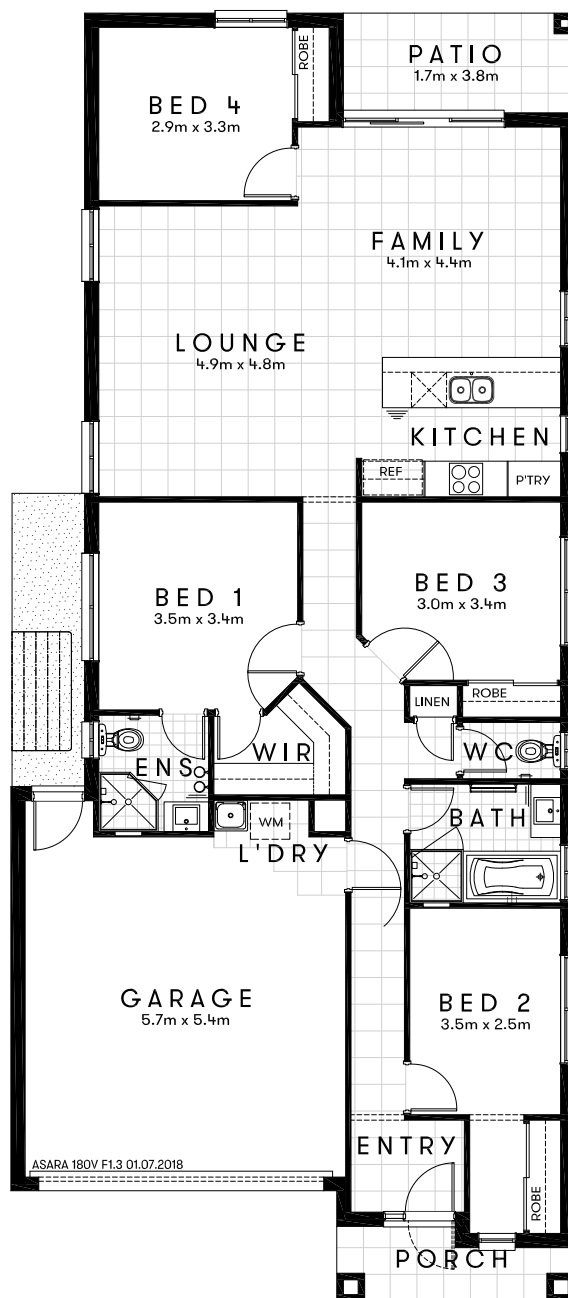 PATIO
1.7m x 3.8m
ROBE
BED 4
2.9m x 3.3m
FAMILY
4.1m x 4.4m
LOUNGE
4.9m x 4.8m
KITCHEN
REF
P'TRY
BED 1
3.5m x 3.4m
BED 3
3.0m x 3.4m
LINEN
ROBE
ENS
WIR
WC
WM
L'DRY
BATH
GARAGE
5.7m x 5.4m
BED 2
3.5m x 2.5m
ENTRY
ASARA 180V F1.3 01.07.2018
ROBE
PORCH